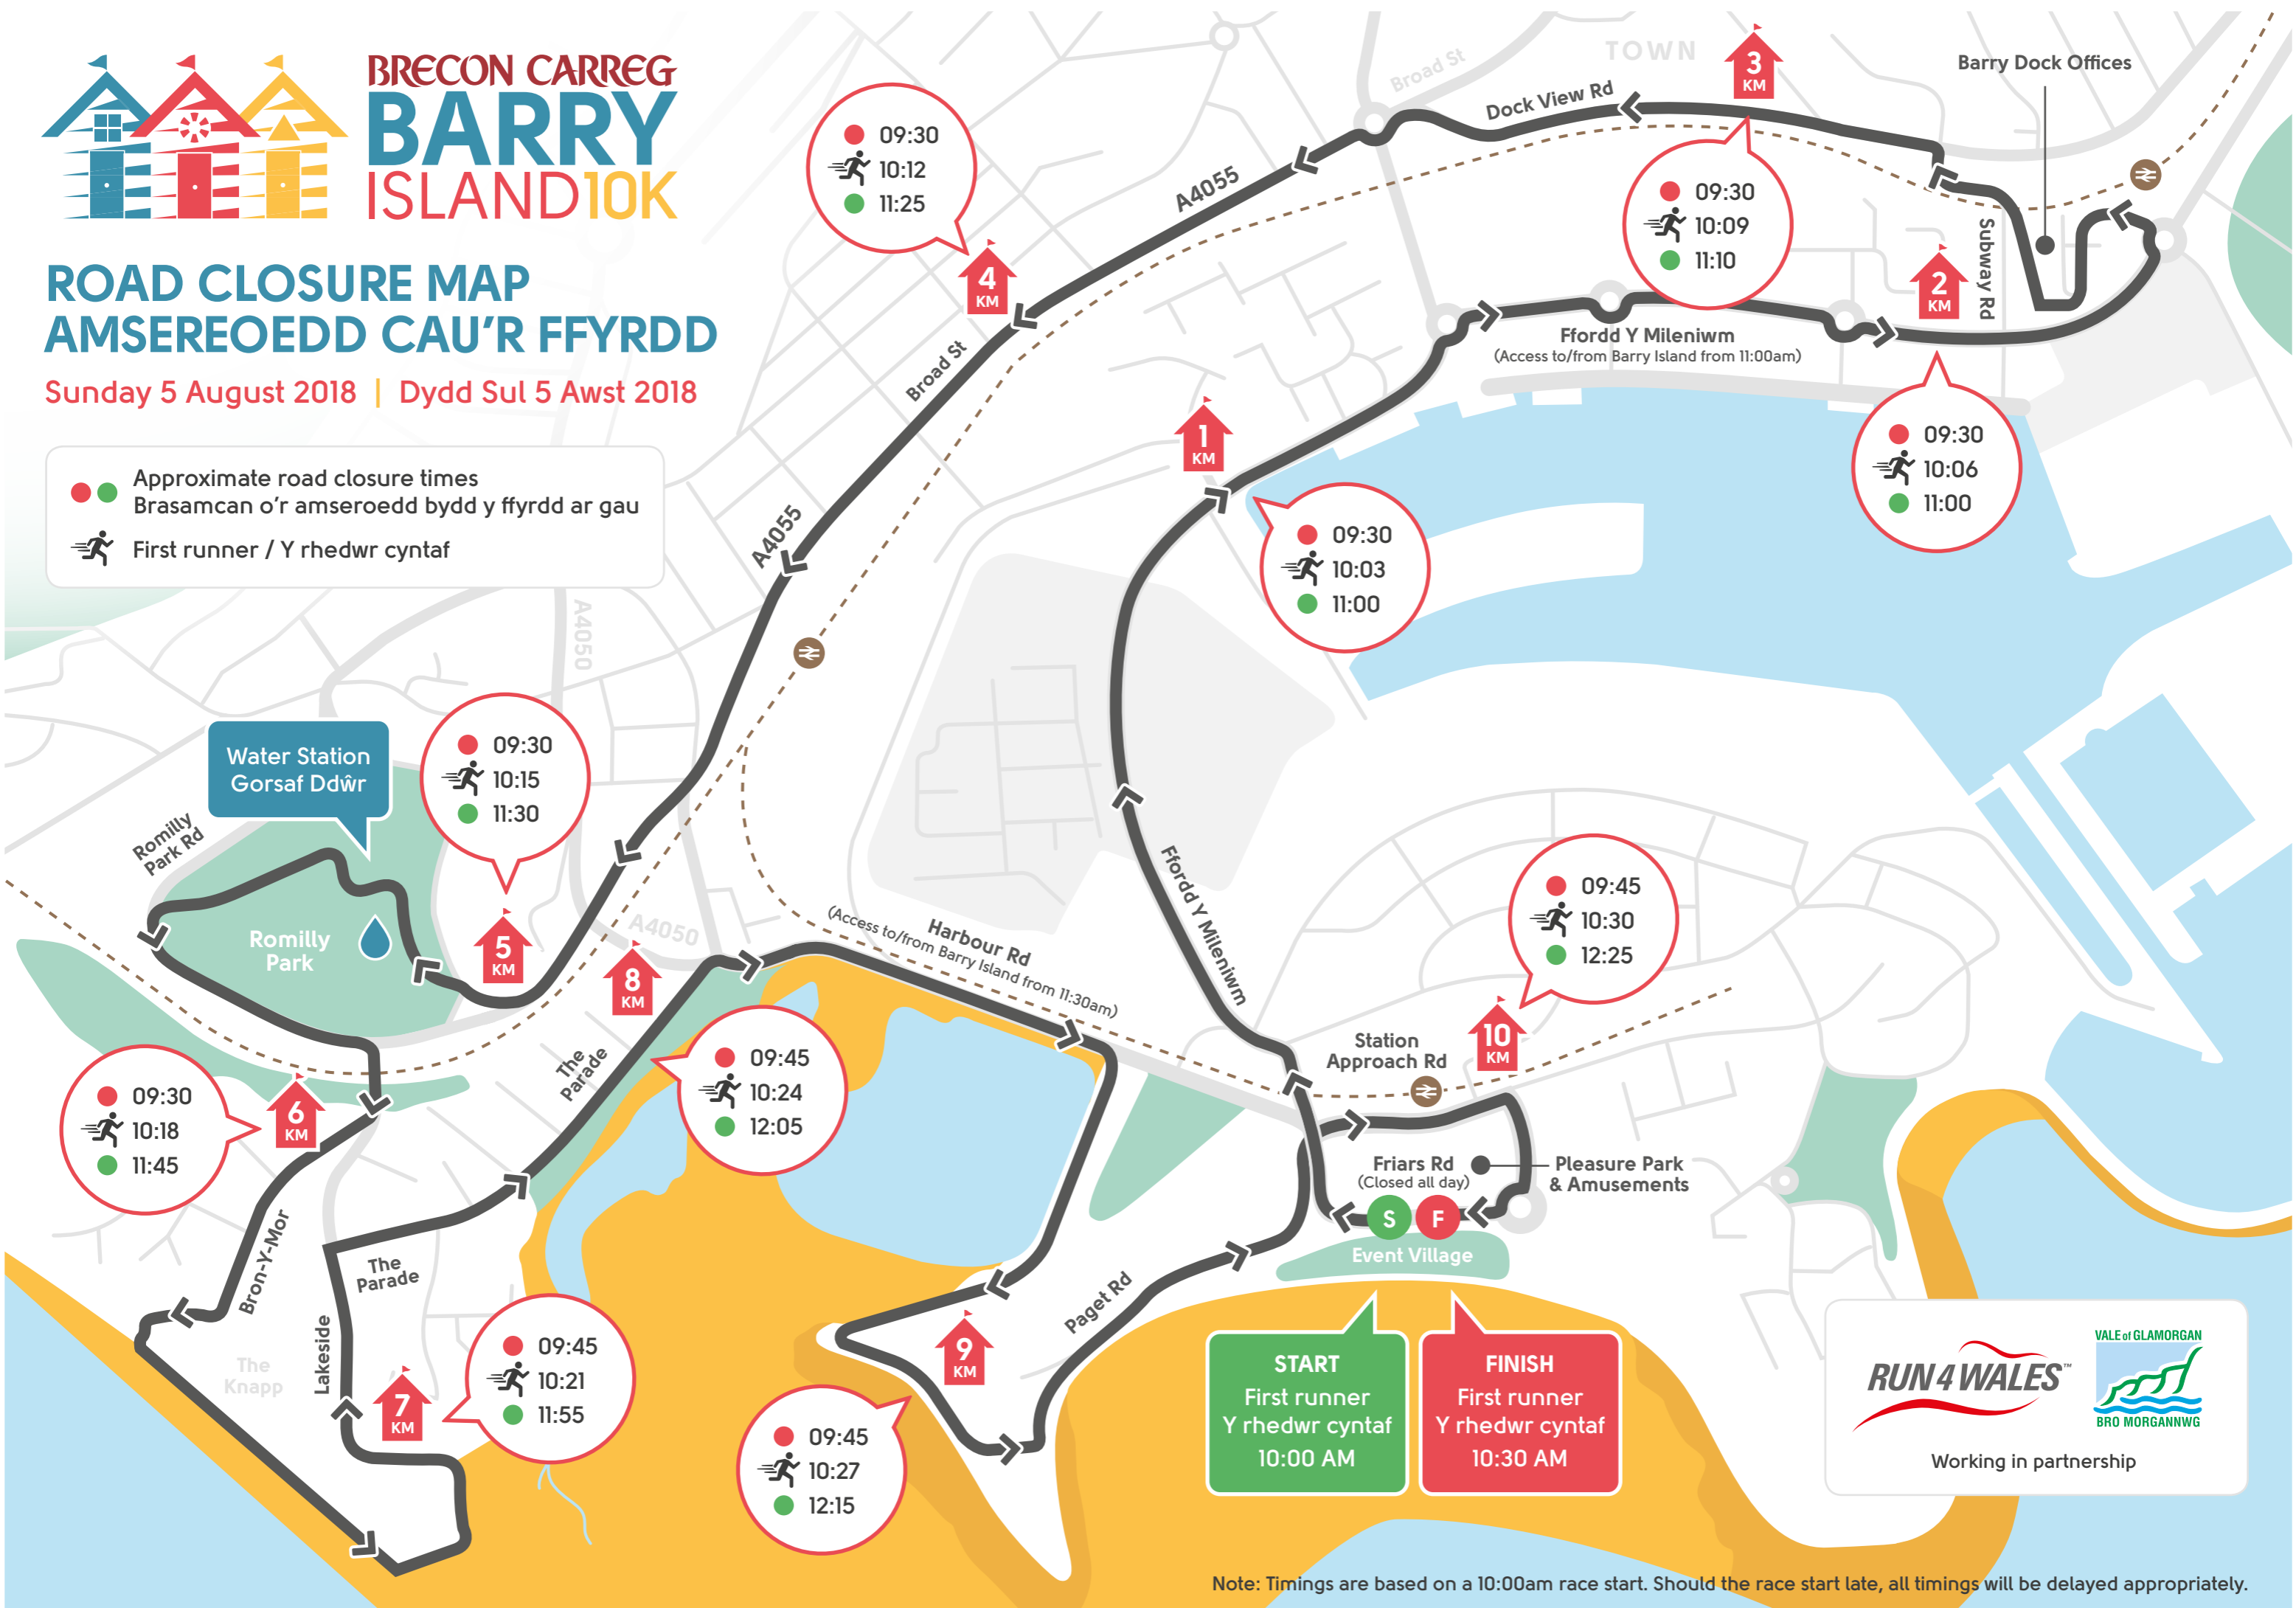 BRECON CARREG
BARRY
ISLAND10K
ROAD CLOSURE MAP
AMSEREOEDD CAU'R FFYRDD
Sunday 5 August 2018 | Dydd Sul 5 Awst 2018
Approximate road closure times
Brasamcan o'r amseroedd bydd y ffyrdd ar gau
First runner / Y rhedwr cyntaf
TOWN
Broad St
Dock View Rd
3
KM
Barry Dock Offices
09:30
10:12
11:25
4
KM
A4055
09:30
10:09
11:10
Subway Rd
2
KM
Ffordd Y Mileniwm
(Access to/from Barry Island from 11:00am)
Broad St
1
KM
09:30
10:06
11:00
09:30
10:03
11:00
A4055
A4050
Water Station
Gorsaf Ddŵr
09:30
10:15
11:30
Romilly
Park Rd
Romilly
Park
5
KM
A4050
8
KM
Harbour Rd
(Access to/from Barry Island from 11:30am)
Ffordd Y Mileniwm
09:45
10:30
12:25
10
KM
Station
Approach Rd
The
Parade
09:45
10:24
12:05
09:30
10:18
11:45
6
KM
Friars Rd
(Closed all day)
Pleasure Park
& Amusements
S
F
Event Village
Bron-Y-Mor
The
Parade
Lakeside
The
Knapp
7
KM
09:45
10:21
11:55
Paget Rd
9
KM
09:45
10:27
12:15
START
First runner
Y rhedwr cyntaf
10:00 AM
FINISH
First runner
Y rhedwr cyntaf
10:30 AM
RUN4WALES™
VALE of GLAMORGAN
BRO MORGANNWG
Working in partnership
Note: Timings are based on a 10:00am race start. Should the race start late, all timings will be delayed appropriately.